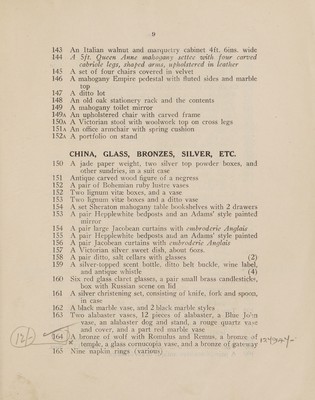 9
143 An Italian walnut and marquetry cabinet 4ft. 6ins. wide
144 A 5ft. Queen Anne mahogany settee with four carved
cabriole legs, shaped arms, upholstered in leather
145 A set of four chairs covered in velvet
146 A mahogany Empire pedestal with fluted sides and marble
top
147 A ditto lot
148 An old oak stationery rack and the contents
149 A mahogany toilet mirror
149A An upholstered chair with carved frame
150A A Victorian stool with woolwork top on cross legs
151A An office armchair with spring cushion
152A A portfolio on stand
CHINA, GLASS, BRONZES, SILVER, ETC.
150 A jade paper weight, two silver top powder boxes, and
other sundries, in a suit case
151 Antique carved wood figure of a negress
152 A pair of Bohemian ruby lustre vases
152 Two lignum vitæ boxes, and a vase
153 Two lignum vitæ boxes and a ditto vase
154 A set Sheraton mahogany table bookshelves with 2 drawers
153 A pair Hepplewhite bedposts and an Adams' style painted
mirror
154 A pair large Jacobean curtains with embroderie Anglaie
155 A pair Hepplewhite bedposts and an Adams' style painted
156 A pair Jacobean curtains with embroderie Anglaie
157 A Victorian silver sweet dish, about 6ozs.
158 A pair ditto, salt cellars with glasses (2)
159 A silver-topped scent bottle, ditto belt buckle, wine label,
and antique whistle (4)
160 Six red glass claret glasses, a pair small brass candlesticks,
box with Russian scene on lid
161 A silver christening set, consisting of knife, fork and spoon,
in case
162 A black marble vase, and 2 black marble styles
163 Two alabaster vases, 12 pieces of alabaster, a Blue John
vase, an alabaster dog and stand, a rouge quartz vase
and cover, and a part red marble vase
12/- 164 A bronze of wolf with Remulus and Remus, a bronze of
temple, a glass cornucopia vase, and a bronze of gateway
165 Nine napkin rings (various)